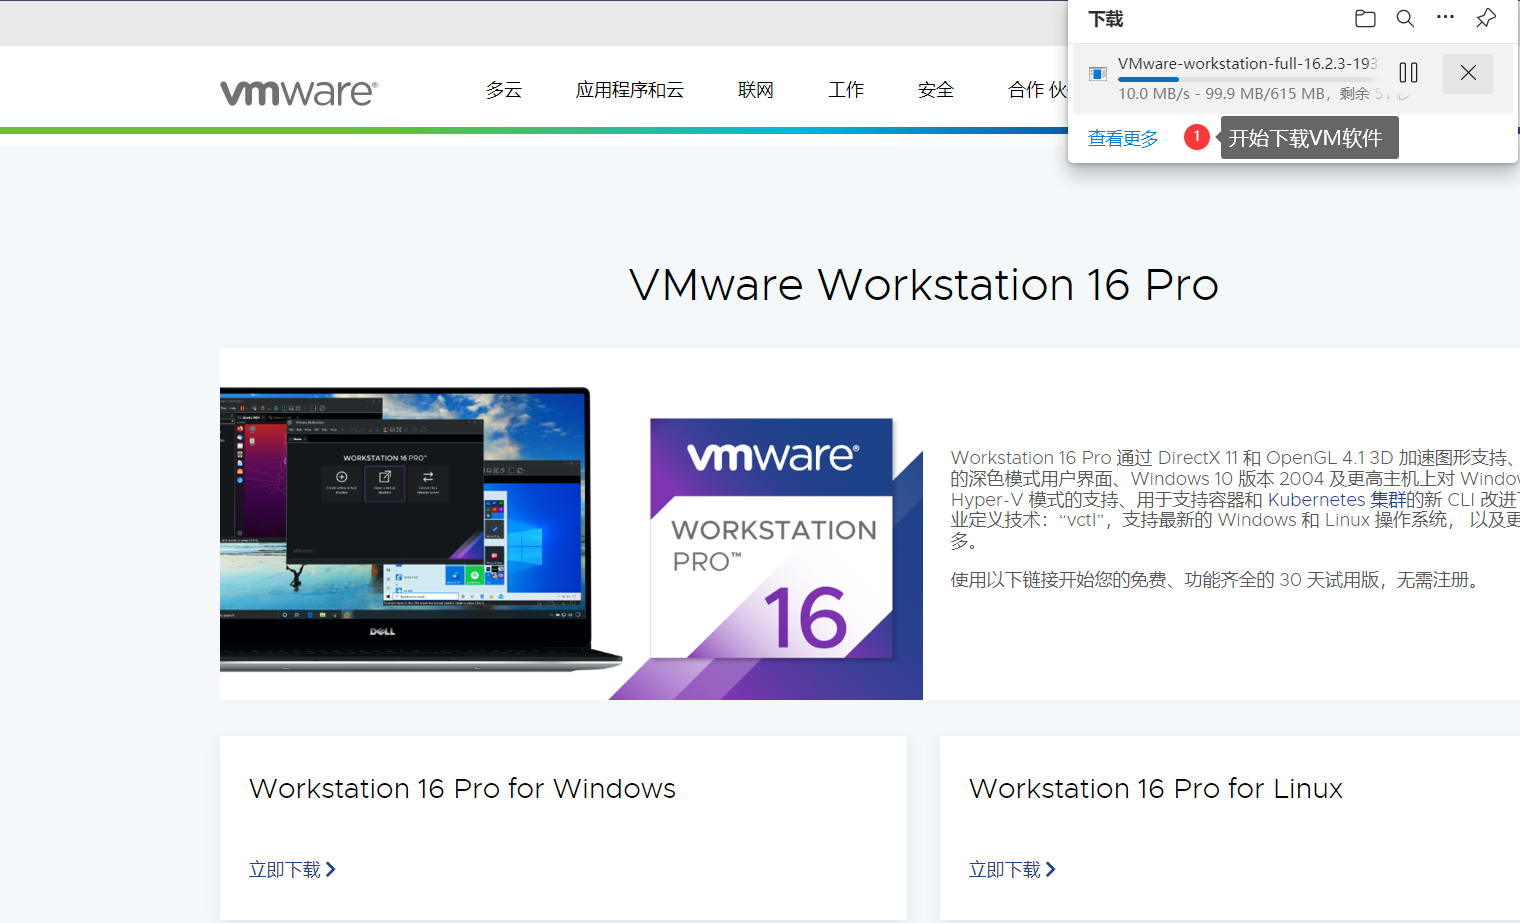 下载
VMware-workstation-full-16.2.3-193
10.0 MB/s - 99.9 MB/615 MB，剩余 51 秒
查看更多
1
开始下载VM软件
vmware®
多云
应用程序和云
联网
工作
安全
合作 伙
VMware Workstation 16 Pro
WORKSTATION 16 PRO™
DELL
vmware®
WORKSTATION
PRO™
16
Workstation 16 Pro 通过 DirectX 11 和 OpenGL 4.1 3D 加速图形支持、
的深色模式用户界面、Windows 10 版本 2004 及更高主机上对 Window
Hyper-V 模式的支持、用于支持容器和 Kubernetes 集群的新 CLI 改进了
业定义技术：“vctl”，支持最新的 Windows 和 Linux 操作系统， 以及更
多。
使用以下链接开始您的免费、功能齐全的 30 天试用版，无需注册。
Workstation 16 Pro for Windows
立即下载
Workstation 16 Pro for Linux
立即下载